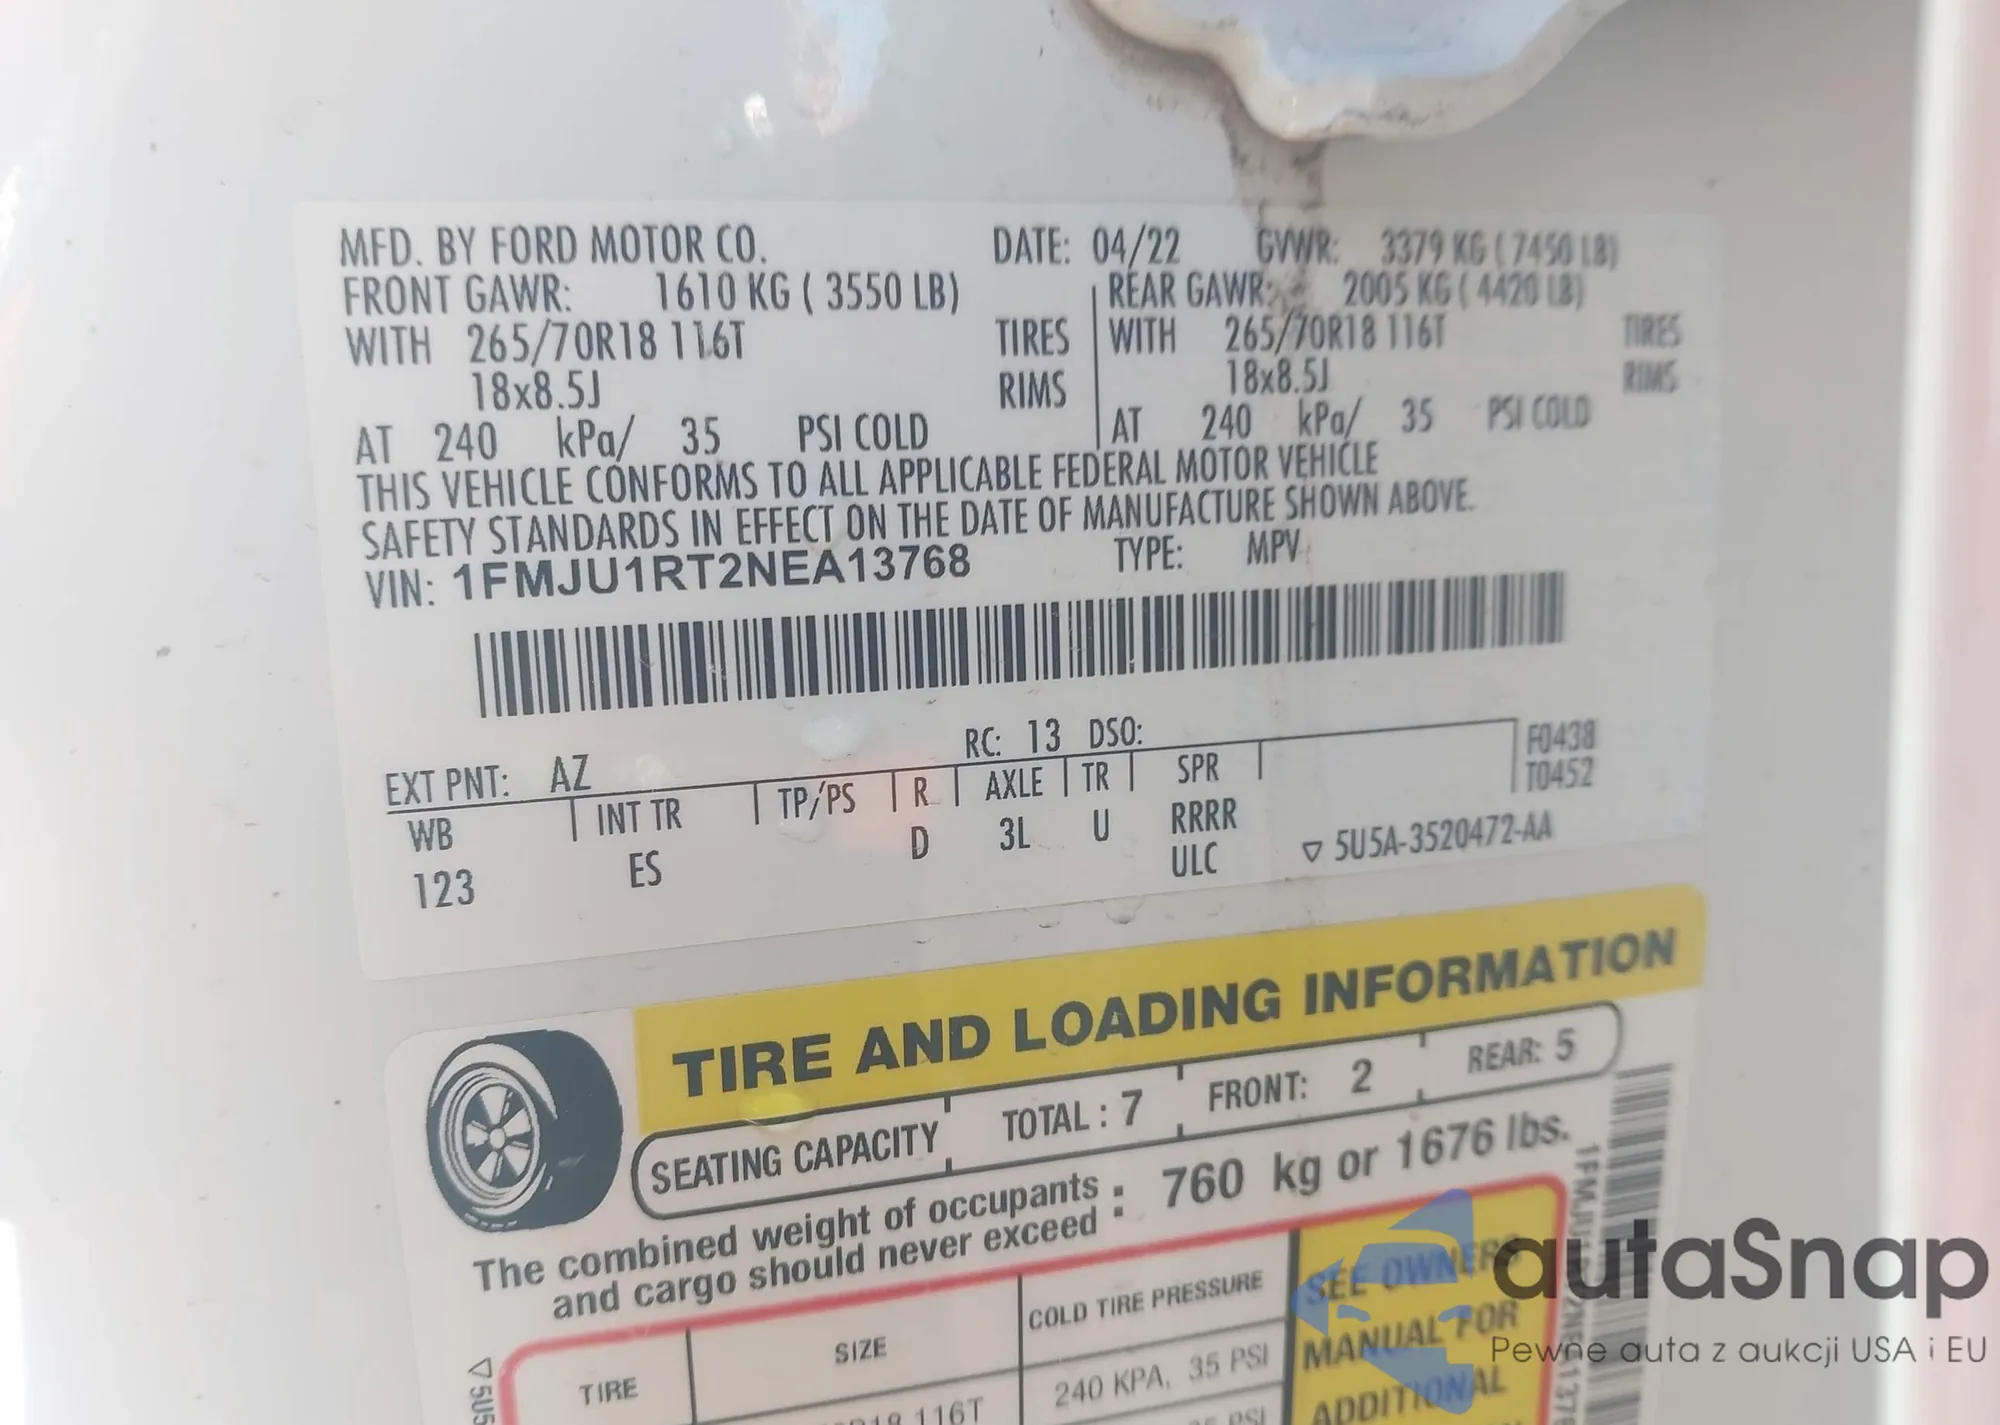 MFD. BY FORD MOTOR CO. DATE: 04/22 GVWR: 3379 KG ( 7450 LB)
FRONT GAWR: 1610 KG ( 3550 LB) REAR GAWR: 2005 KG ( 4420 LB)
WITH 265/70R18 116T TIRES WITH 265/70R18 116T TIRES
18x8.5J RIMS 18x8.5J RIMS
AT 240 kPa/ 35 PSI COLD AT 240 kPa/ 35 PSI COLD
THIS VEHICLE CONFORMS TO ALL APPLICABLE FEDERAL MOTOR VEHICLE
SAFETY STANDARDS IN EFFECT ON THE DATE OF MANUFACTURE SHOWN ABOVE.
VIN: 1FMJU1RT2NEA13768 TYPE: MPV
EXT PNT: AZ RC: 13 DSO: F0438
WB INT TR TP/PS R AXLE TR SPR T0452
123 ES D 3L U RRRR
ULC ▽ 5U5A-3520472-AA
TIRE AND LOADING INFORMATION
SEATING CAPACITY TOTAL : 7 FRONT: 2 REAR: 5
The combined weight of occupants
and cargo should never exceed : 760 kg or 1676 lbs.
TIRE SIZE COLD TIRE PRESSURE
116T 240 KPA, 35 PSI
PSI
SEE OWNERS
MANUAL FOR
ADDITIONAL
▽ 5U5
autaSnap
Pewne auta z aukcji USA i EU